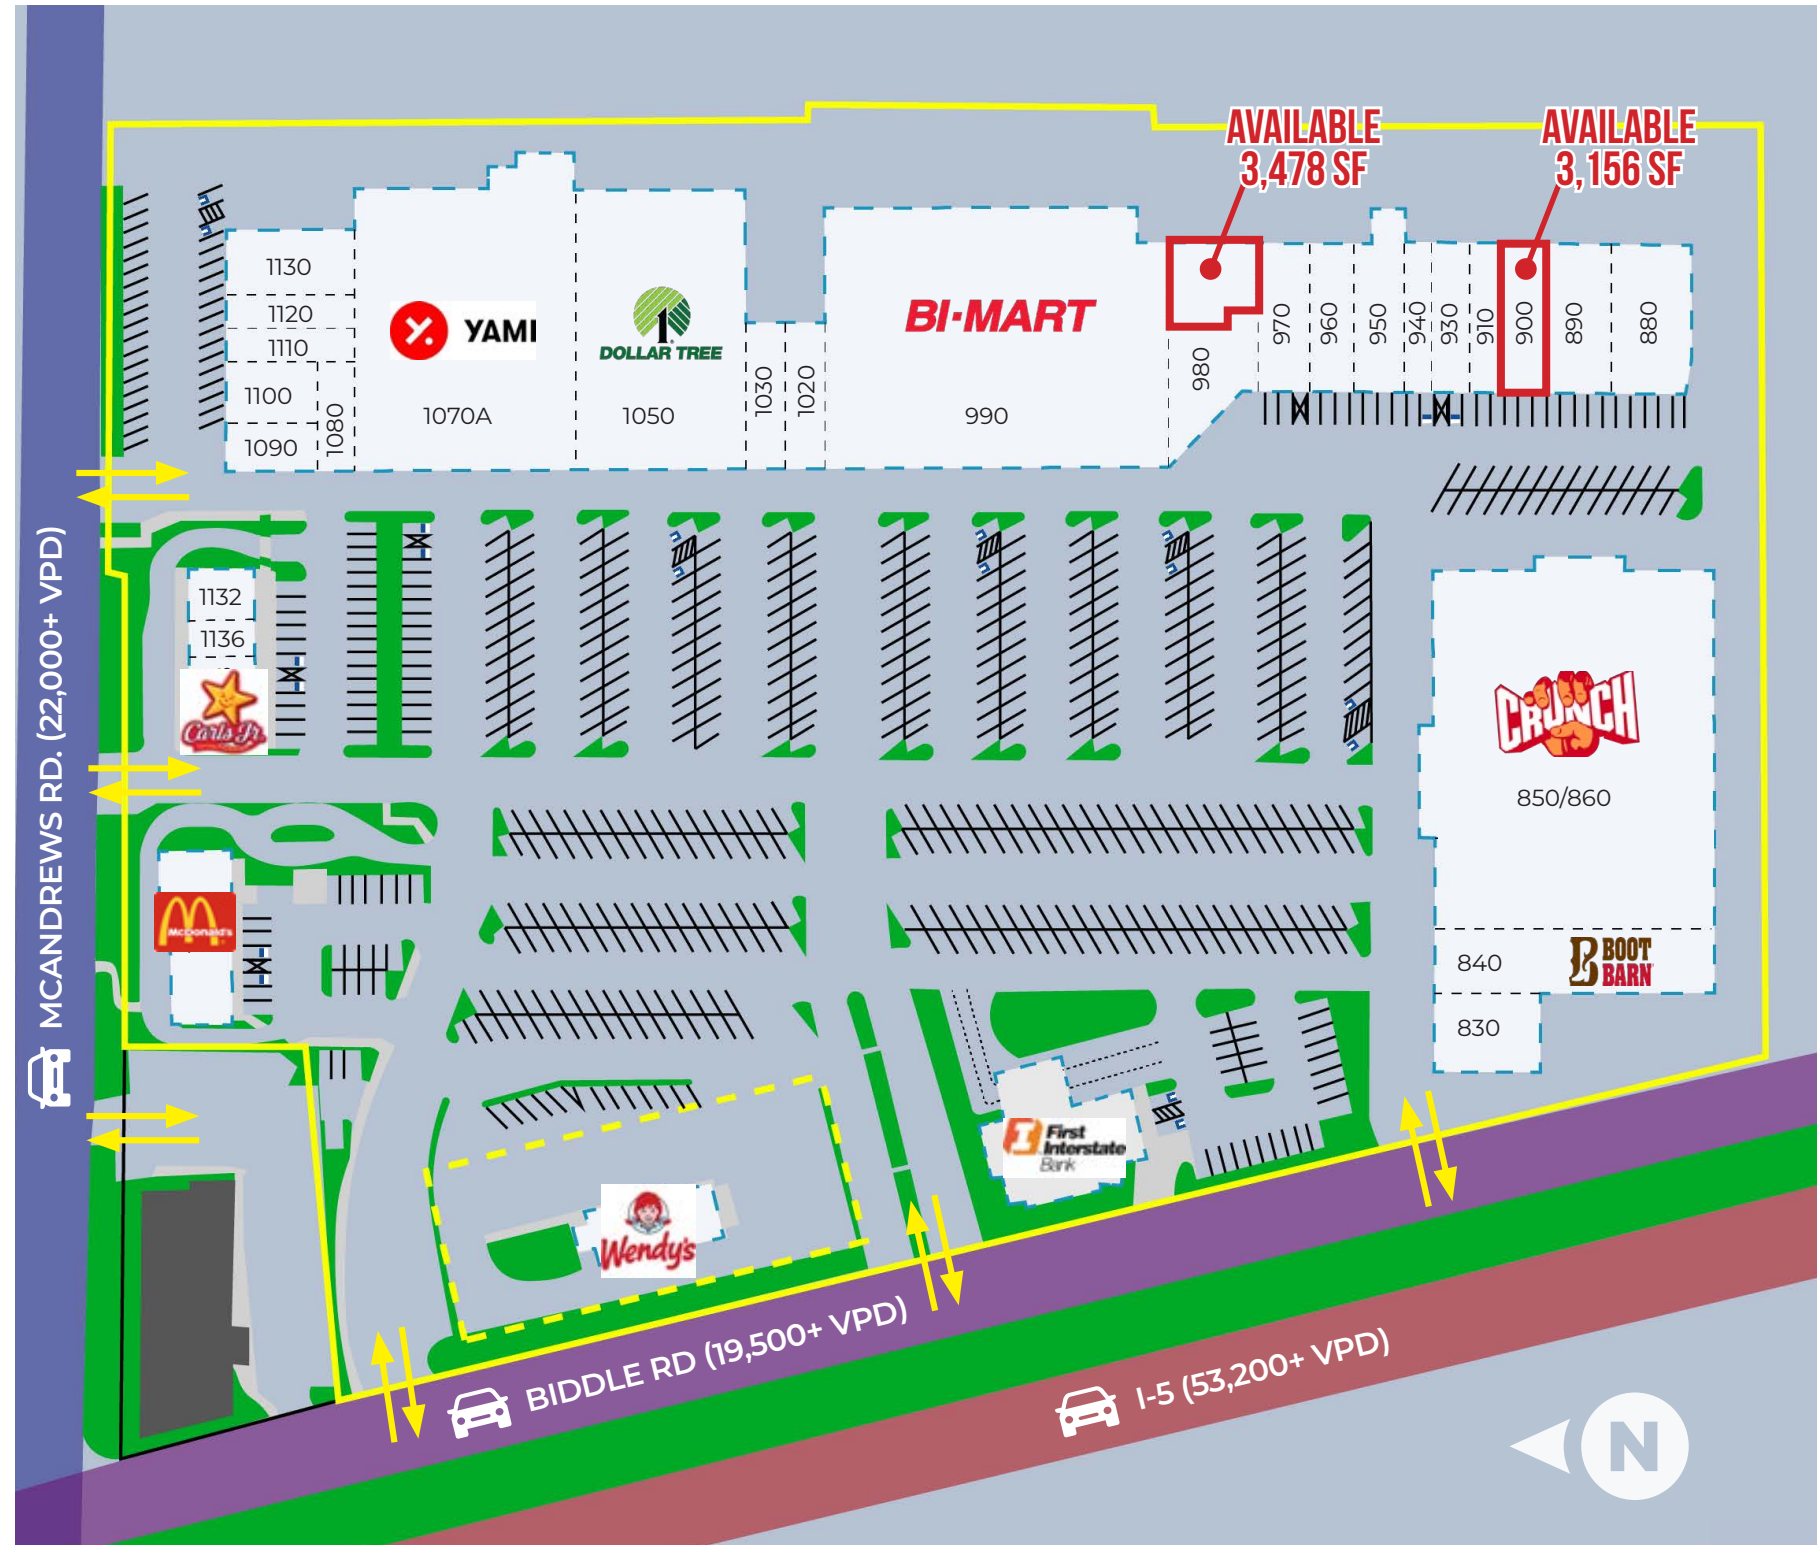 AVAILABLE
3,478 SF
AVAILABLE
3,156 SF
1130
1120
1110
1100
1090
1080
YAMI
1070A
DOLLAR TREE
1050
1030
1020
BI·MART
990
980
970
960
950
940
930
910
900
890
880
1132
1136
Carl's Jr.
McDonald's
CRUNCH
850/860
840
BOOT
BARN
830
First
Interstate
Bank
Wendy's
MCANDREWS RD. (22,000+ VPD)
BIDDLE RD (19,500+ VPD)
I-5 (53,200+ VPD)
N